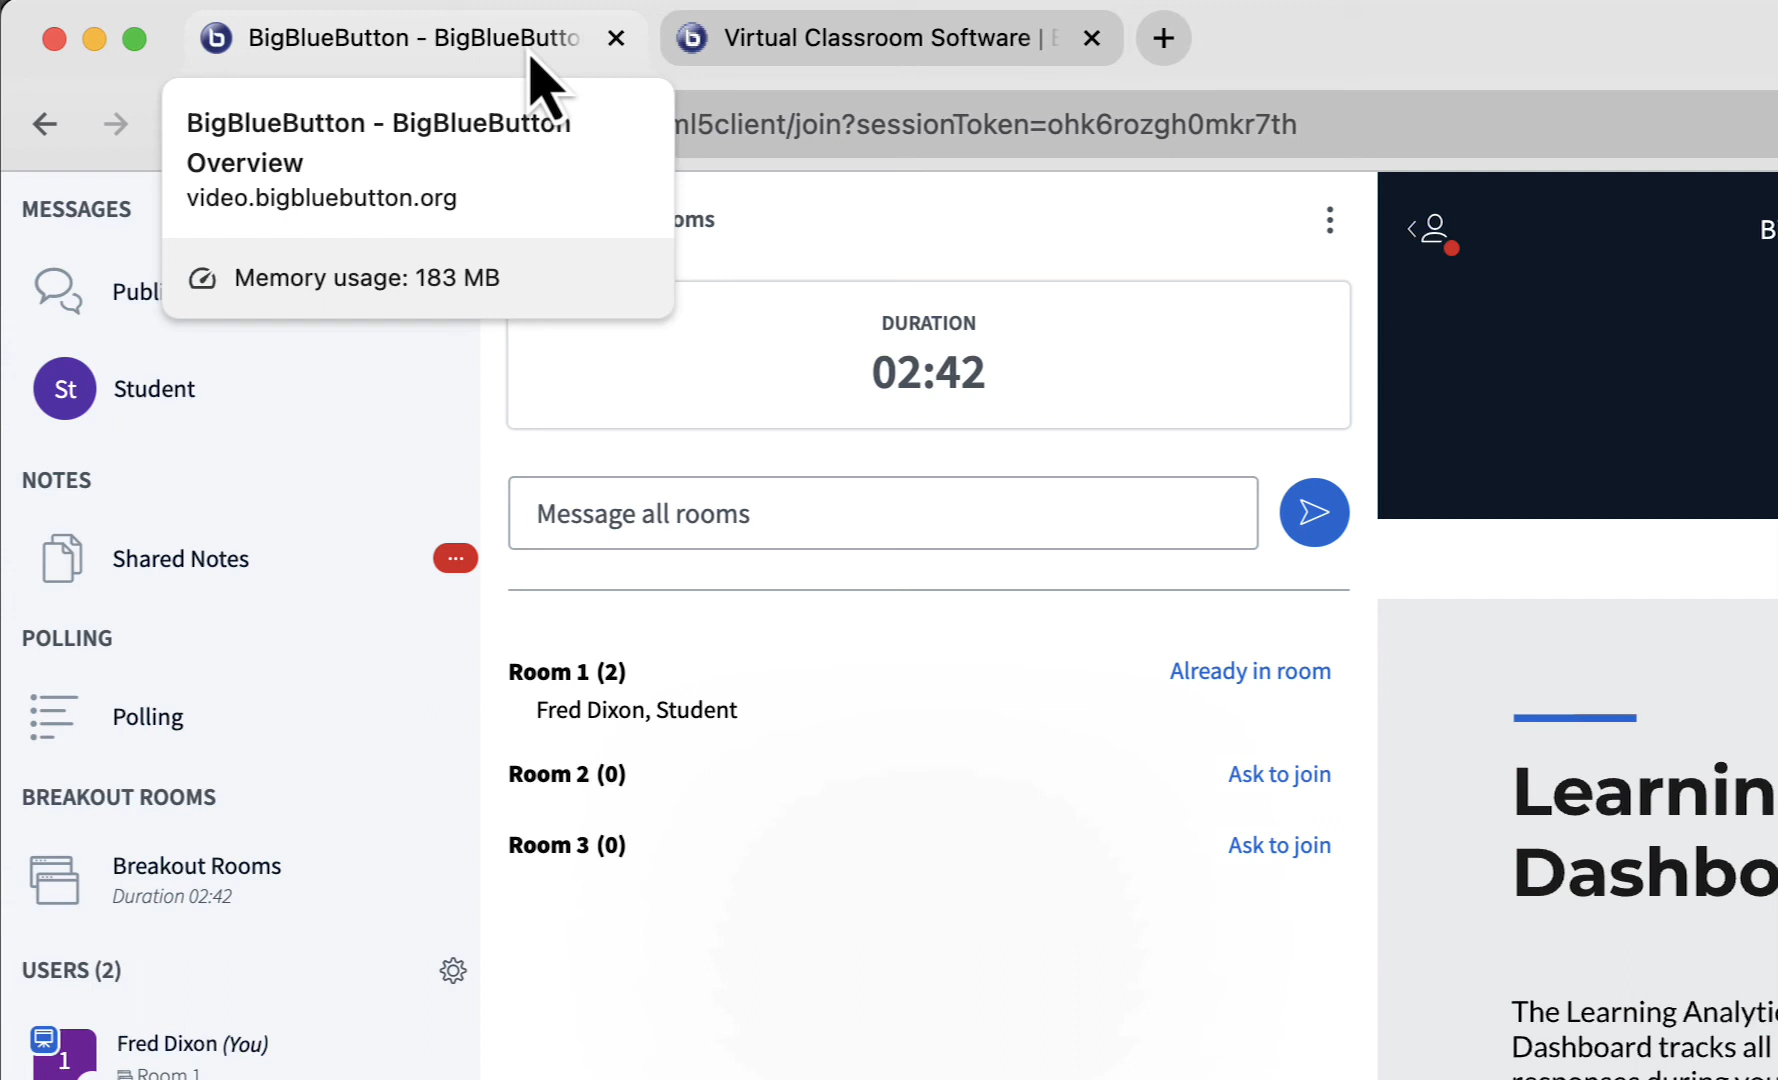 BigBlueButton - BigBlueButto
Virtual Classroom Software |
BigBlueButton - BigBlueButton
Overview
video.bigbluebutton.org
Memory usage: 183 MB
ml5client/join?sessionToken=ohk6rozgh0mkr7th
MESSAGES
Publi
St
Student
NOTES
Shared Notes
...
POLLING
Polling
BREAKOUT ROOMS
Breakout Rooms
Duration 02:42
USERS (2)
1
Fred Dixon (You)
Room 1
oms
DURATION
02:42
Message all rooms
Room 1 (2)
Already in room
Fred Dixon, Student
Room 2 (0)
Ask to join
Room 3 (0)
Ask to join
B
Learnin
Dashbo
The Learning Analytic
Dashboard tracks all
responses during you